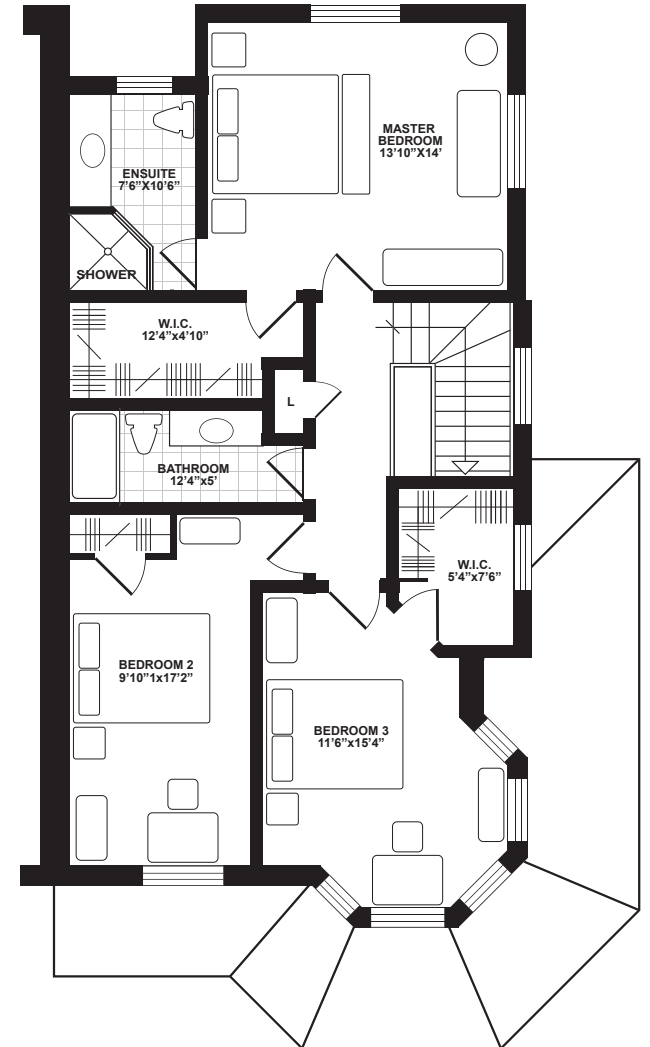 MASTER
BEDROOM
13’10”X14’
ENSUITE
7’6”X10’6”
SHOWER
W.I.C.
12’4”x4’10”
L
BATHROOM
12’4”x5’
W.I.C.
5’4”x7’6”
BEDROOM 2
9’10”1x17’2”
BEDROOM 3
11’6”x15’4”